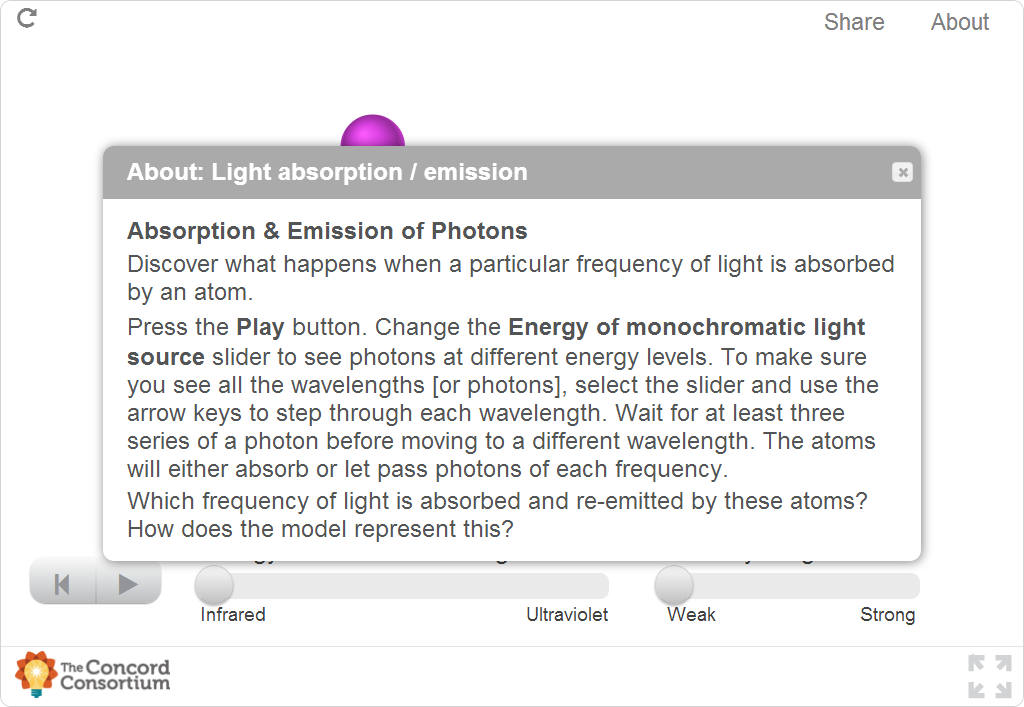 Share About
About: Light absorption / emission
Absorption & Emission of Photons
Discover what happens when a particular frequency of light is absorbed
by an atom.
Press the Play button. Change the Energy of monochromatic light
source slider to see photons at different energy levels. To make sure
you see all the wavelengths [or photons], select the slider and use the
arrow keys to step through each wavelength. Wait for at least three
series of a photon before moving to a different wavelength. The atoms
will either absorb or let pass photons of each frequency.
Which frequency of light is absorbed and re-emitted by these atoms?
How does the model represent this?
Infrared Ultraviolet Weak Strong
The Concord
Consortium